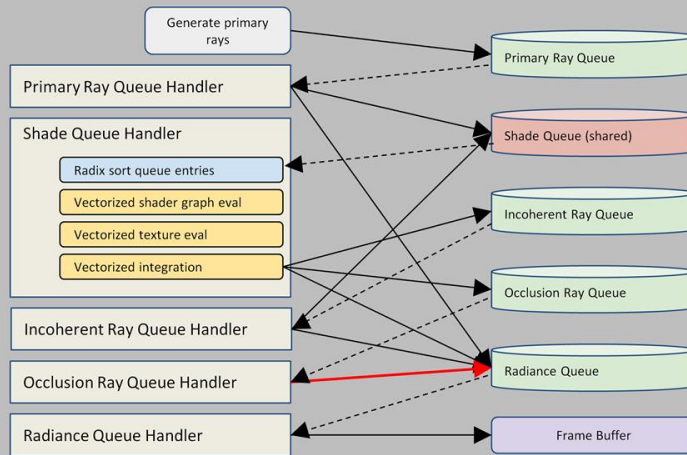 Generate primary
rays
Primary Ray Queue
Primary Ray Queue Handler
Shade Queue Handler
Shade Queue (shared)
Radix sort queue entries
Vectorized shader graph eval
Vectorized texture eval
Vectorized integration
Incoherent Ray Queue
Occlusion Ray Queue
Incoherent Ray Queue Handler
Occlusion Ray Queue Handler
Radiance Queue
Radiance Queue Handler
Frame Buffer